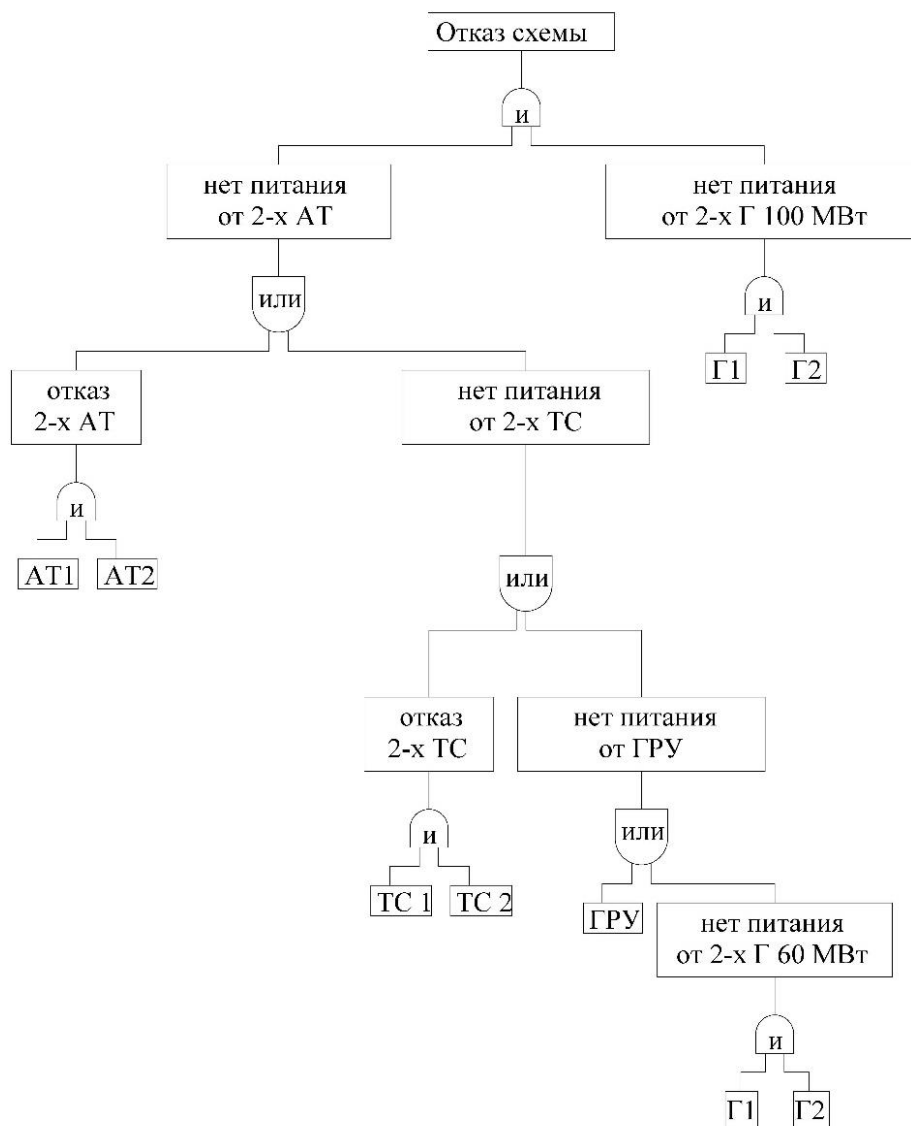 Отказ схемы
и
нет питания
от 2-х АТ
нет питания
от 2-х Г 100 МВт
или
и
Г1
Г2
отказ
2-х АТ
нет питания
от 2-х ТС
и
АТ1
АТ2
или
отказ
2-х ТС
нет питания
от ГРУ
и
или
ТС 1
ТС 2
ГРУ
нет питания
от 2-х Г 60 МВт
и
Г1
Г2